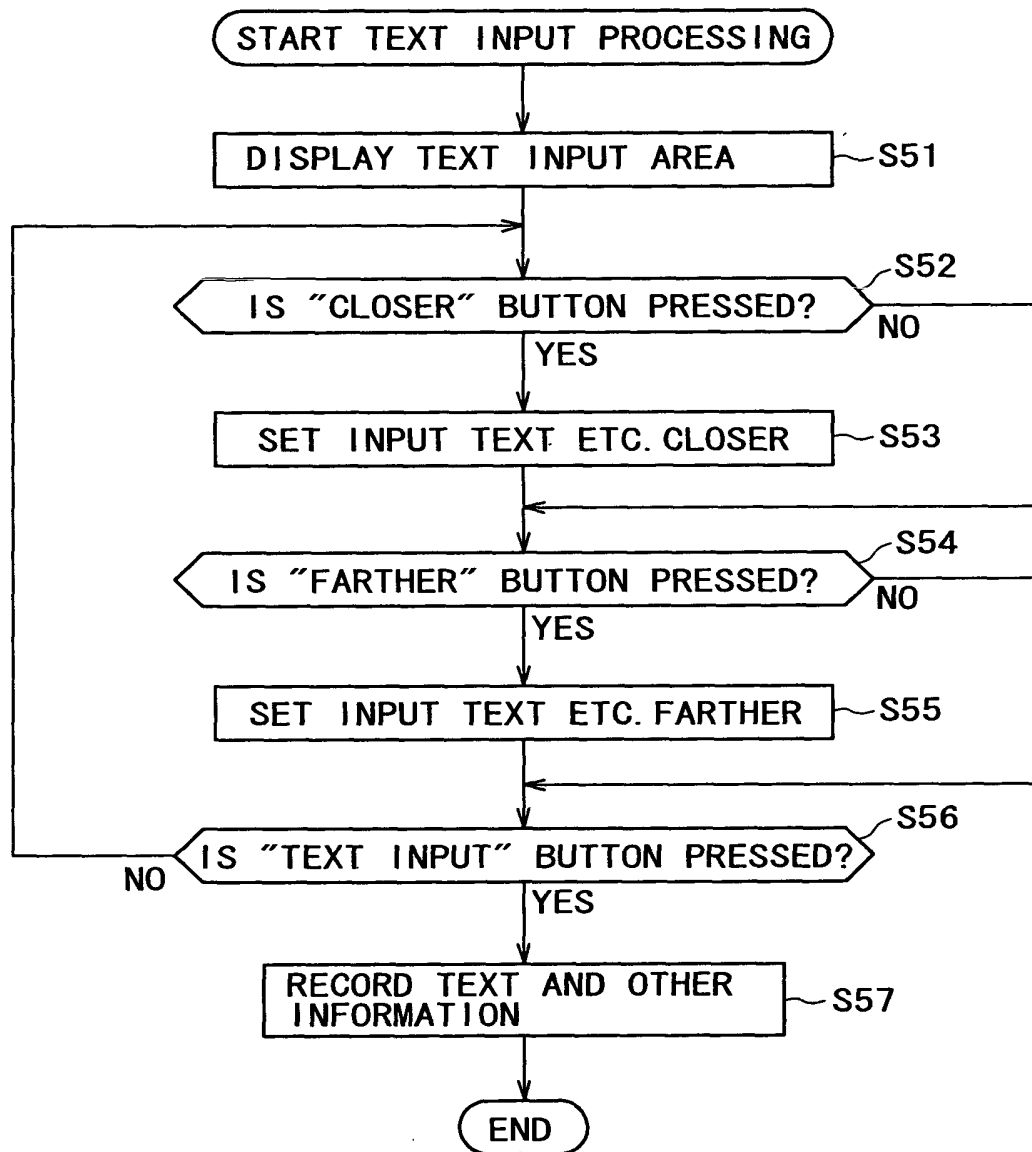 START TEXT INPUT PROCESSING
DISPLAY TEXT INPUT AREA
S51
IS "CLOSER" BUTTON PRESSED?
S52
NO
YES
SET INPUT TEXT ETC. CLOSER
S53
IS "FARTHER" BUTTON PRESSED?
S54
NO
YES
SET INPUT TEXT ETC. FARTHER
S55
IS "TEXT INPUT" BUTTON PRESSED?
S56
NO
YES
RECORD TEXT AND OTHER
INFORMATION
S57
END